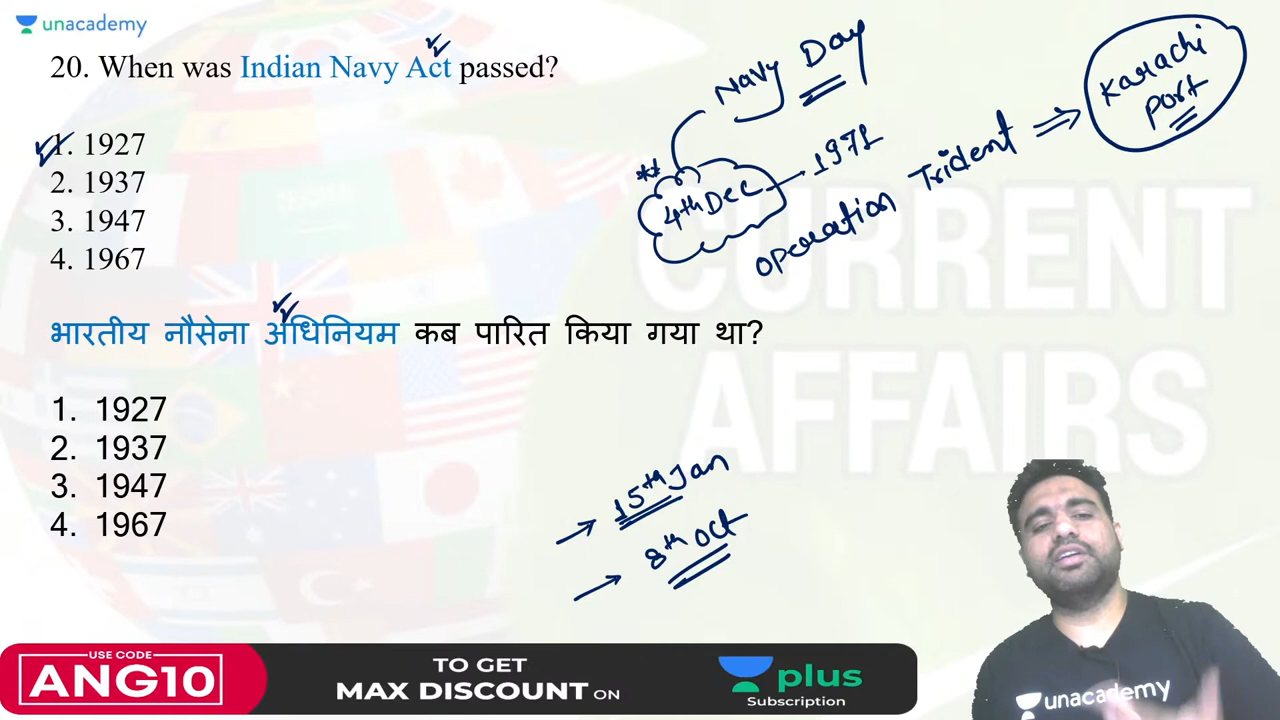 unacademy
20. When was Indian Navy Act passed?
1. 1927
2. 1937
3. 1947
4. 1967
भारतीय नौसेना अधिनियम कब पारित किया गया था?
1. 1927
2. 1937
3. 1947
4. 1967
Navy Day
** 4th Dec 1971
operation Trident ⇒ Karachi
Port
→ 15th Jan
→ 8th Oct
CURRENT
AFFAIRS
USE CODE
ANG10
TO GET
MAX DISCOUNT ON
plus
Subscription
unacademy